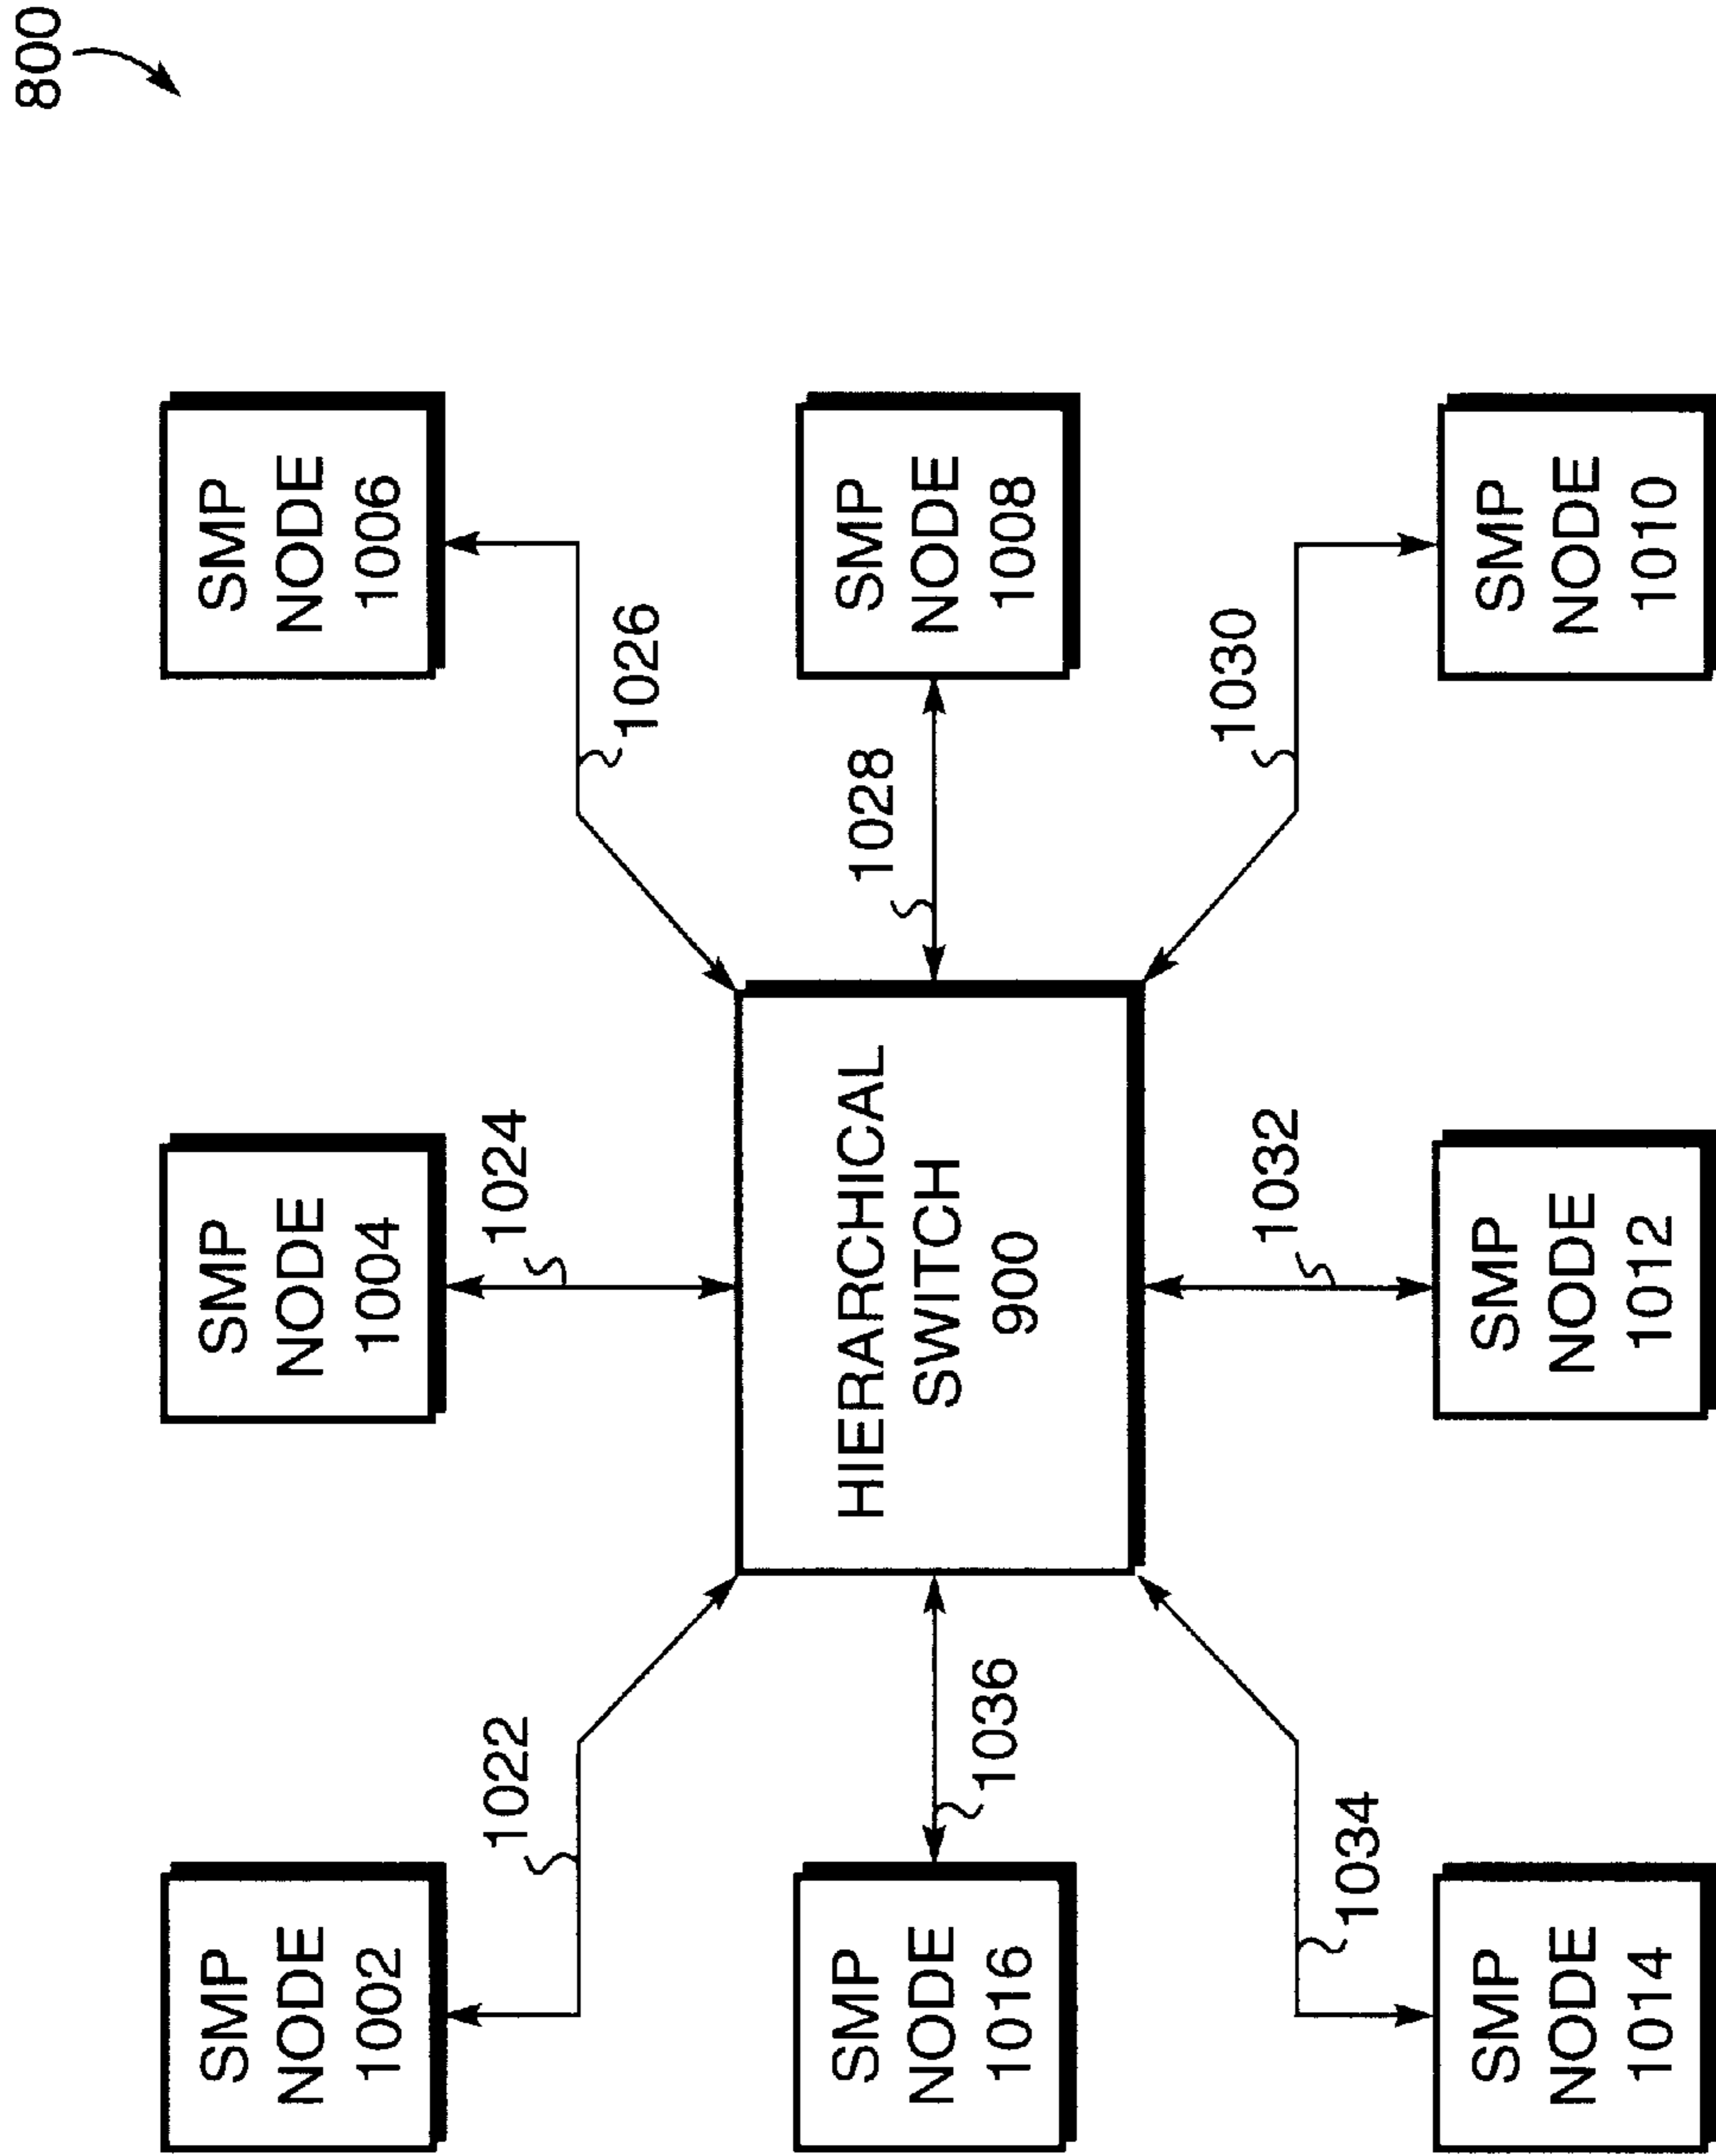 800
SMP
NODE
1002
SMP
NODE
1004
SMP
NODE
1006
1022
1024
1026
SMP
NODE
1016
1036
HIERARCHICAL
SWITCH
900
1028
SMP
NODE
1008
1034
1032
1030
SMP
NODE
1014
SMP
NODE
1012
SMP
NODE
1010